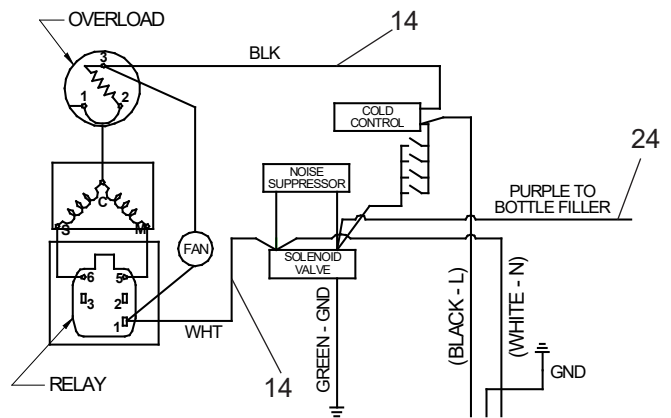 OVERLOAD
14
BLK
3
1
2
COLD
CONTROL
24
NOISE
SUPPRESSOR
PURPLE TO
BOTTLE FILLER
C
S
M
FAN
SOLENOID
VALVE
6
5
3
2
1
WHT
GREEN - GND
(BLACK - L)
(WHITE - N)
GND
RELAY
14